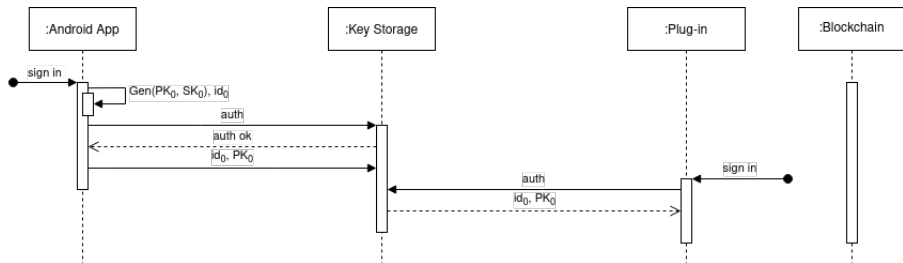 :Android App
:Key Storage
:Plug-in
:Blockchain
sign in
Gen(PK₀, SK₀), id₀
auth
auth ok
id₀, PK₀
sign in
auth
id₀, PK₀